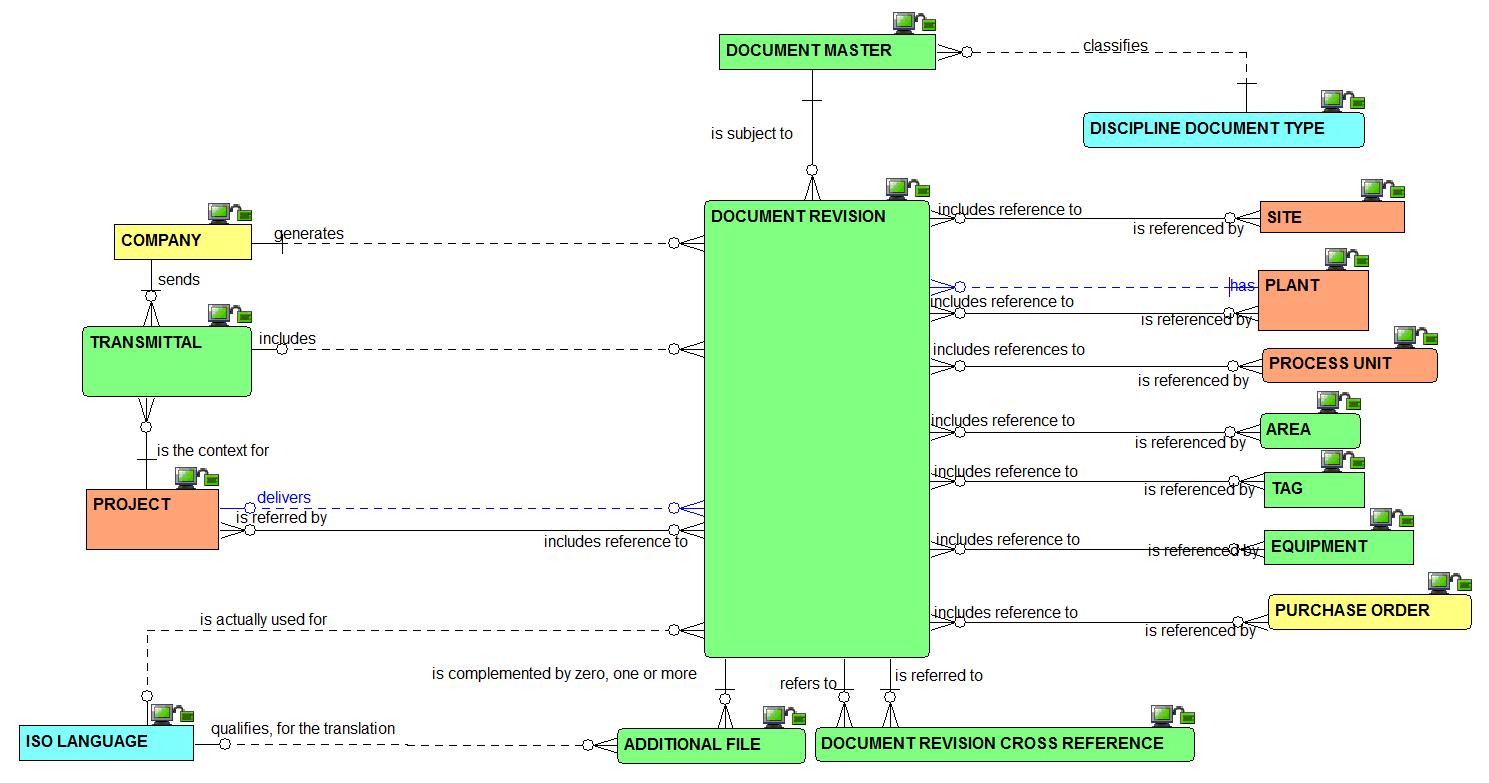 DOCUMENT MASTER
classifies
DISCIPLINE DOCUMENT TYPE
is subject to
DOCUMENT REVISION
includes reference to
SITE
is referenced by
COMPANY
generates
sends
has
PLANT
includes reference to
is referenced by
TRANSMITTAL
includes
includes references to
PROCESS UNIT
is referenced by
includes reference to
AREA
is referenced by
is the context for
includes reference to
TAG
is referenced by
PROJECT
delivers
is referred by
includes reference to
includes reference to
EQUIPMENT
is referenced by
includes reference to
PURCHASE ORDER
is referenced by
is actually used for
is complemented by zero, one or more
refers to
is referred to
ISO LANGUAGE
qualifies, for the translation
ADDITIONAL FILE
DOCUMENT REVISION CROSS REFERENCE